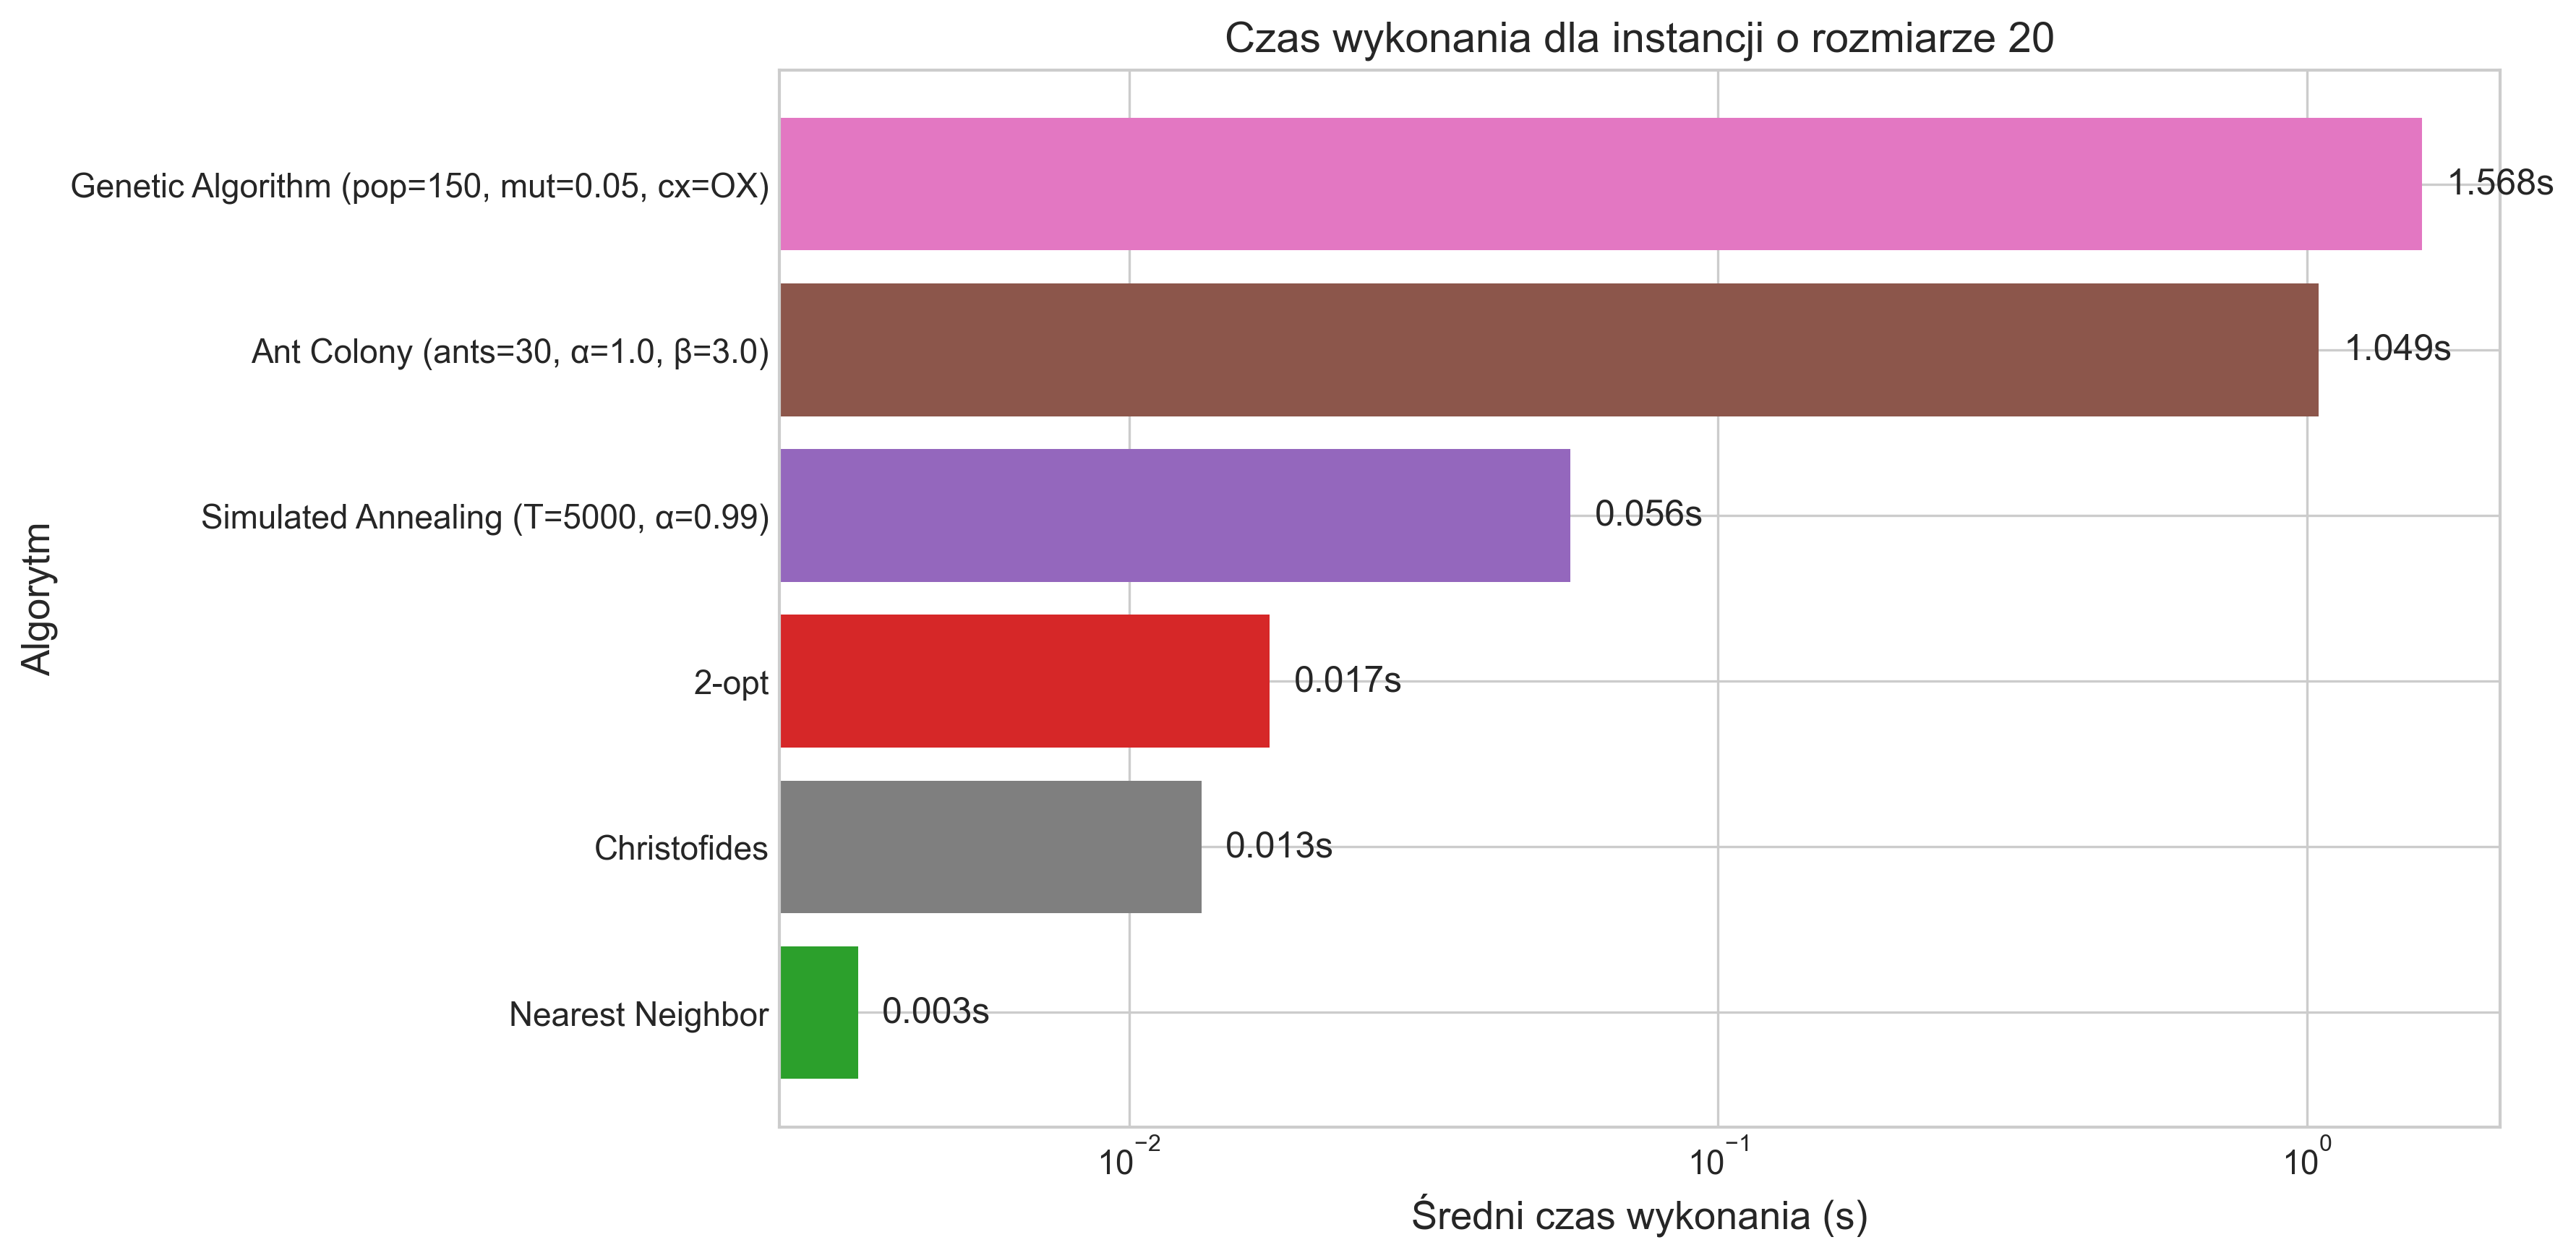 Czas wykonania dla instancji o rozmiarze 20
Algorytm
Genetic Algorithm (pop=150, mut=0.05, cx=OX)
1.568s
Ant Colony (ants=30, α=1.0, β=3.0)
1.049s
Simulated Annealing (T=5000, α=0.99)
0.056s
2-opt
0.017s
Christofides
0.013s
Nearest Neighbor
0.003s
10⁻² 10⁻¹ 10⁰
Średni czas wykonania (s)